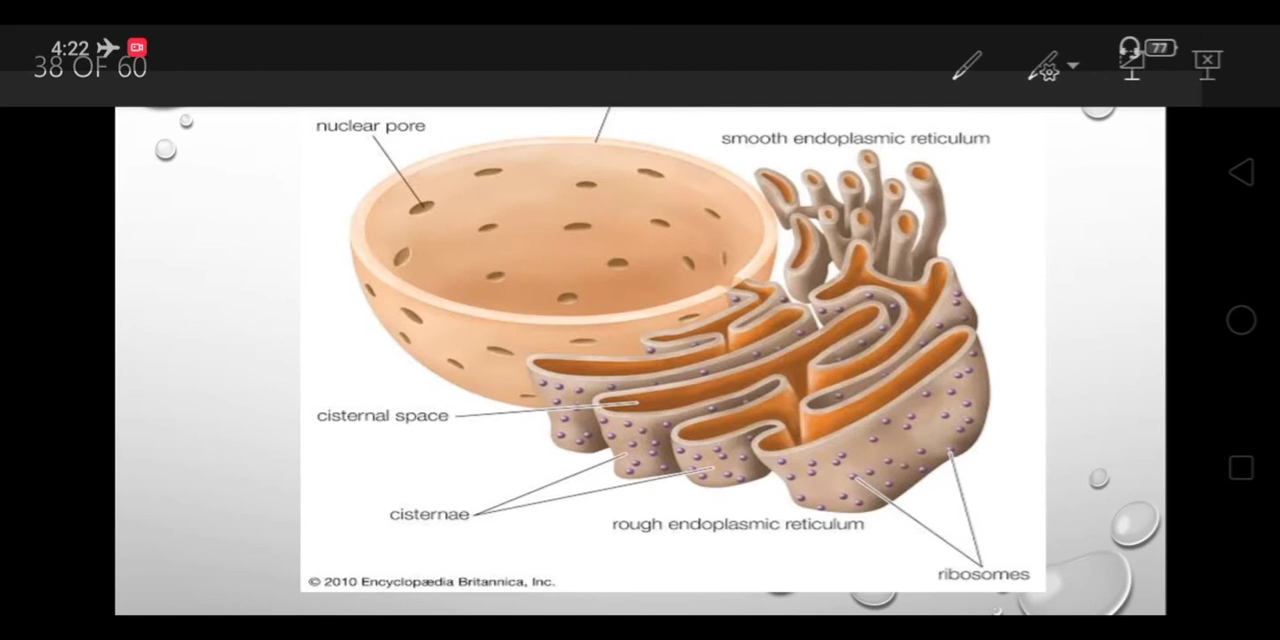 4:22
77
38 OF 60
nuclear pore
smooth endoplasmic reticulum
cisternal space
cisternae
rough endoplasmic reticulum
ribosomes
© 2010 Encyclopædia Britannica, Inc.